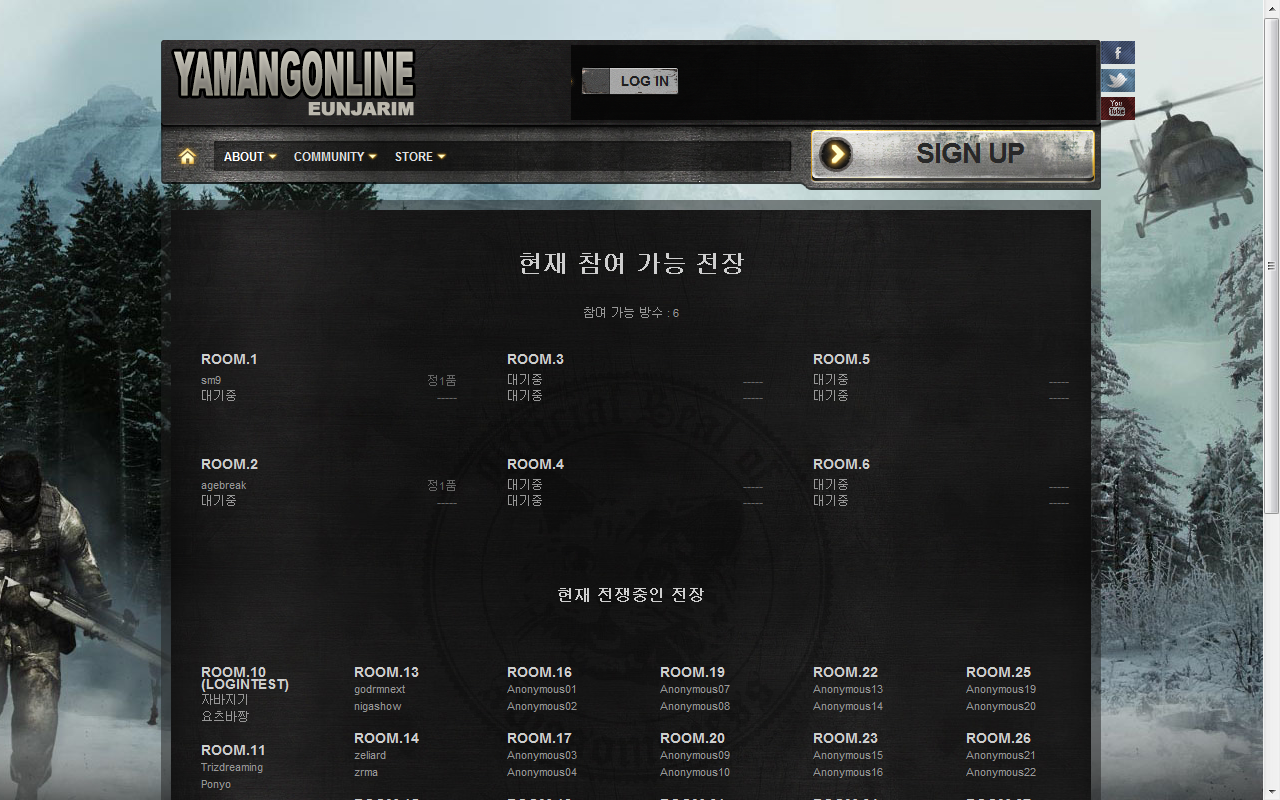 YAMANGONLINE
EUNJARIM
LOG IN
f
You
Tube
ABOUT
COMMUNITY
STORE
SIGN UP
현재 참여 가능 전장
참여 가능 방수 : 6
ROOM.1
sm9 정1품
대기중 -----
ROOM.3
대기중 -----
대기중 -----
ROOM.5
대기중 -----
대기중 -----
ROOM.2
agebreak 정1품
대기중 -----
ROOM.4
대기중 -----
대기중 -----
ROOM.6
대기중 -----
대기중 -----
Official Seal of
현재 전쟁중인 전장
ROOM.10
(LOGINTEST)
자바지기
요츠바짱
ROOM.11
Trizdreaming
Ponyo
ROOM.13
godrmnext
nigashow
ROOM.14
zeliard
zrma
ROOM.16
Anonymous01
Anonymous02
ROOM.17
Anonymous03
Anonymous04
ROOM.19
Anonymous07
Anonymous08
ROOM.20
Anonymous09
Anonymous10
ROOM.22
Anonymous13
Anonymous14
ROOM.23
Anonymous15
Anonymous16
ROOM.25
Anonymous19
Anonymous20
ROOM.26
Anonymous21
Anonymous22